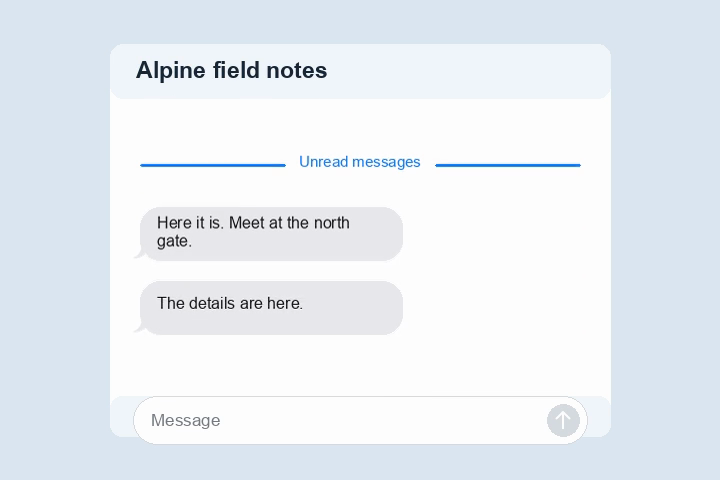 Alpine field notes
Unread messages
Here it is. Meet at the north
gate.
The details are here.
Message